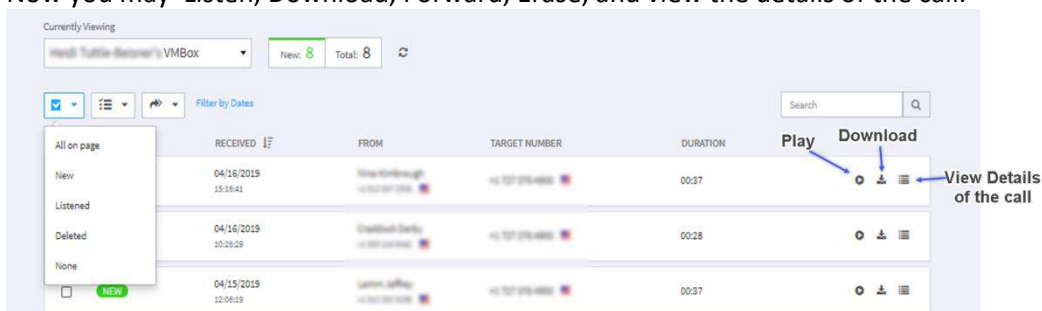 Now you may Listen, Download, Forward, Erase, and view the details of the call
Currently Viewing
VMBox
New: 8 Total: 8
Filter by Dates
Search
Play Download
View Details
of the call
All on page
New
Listened
Deleted
None
RECEIVED FROM TARGET NUMBER DURATION
04/16/2019
15:16:41
00:37
04/16/2019
10:26:29
00:28
NEW
04/15/2019
12:06:19
00:37